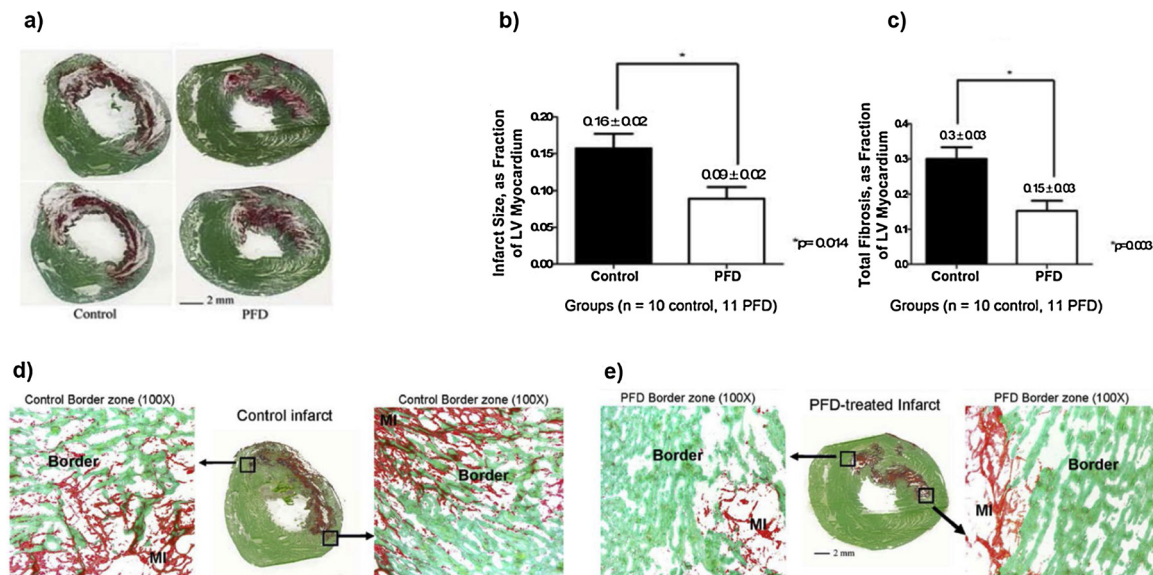 a)
Control
PFD
2 mm
b)
Infarct Size, as Fraction
of LV Myocardium
0.20
0.15
0.10
0.05
0.00
*
0.16±0.02
0.09±0.02
Control
PFD
*p=0.014
Groups (n = 10 control, 11 PFD)
c)
Total Fibrosis, as Fraction
of LV Myocardium
0.4
0.3
0.2
0.1
0.0
*
0.3±0.03
0.15±0.03
Control
PFD
*p=0.003
Groups (n = 10 control, 11 PFD)
d)
Control Border zone (100X)
Border
MI
Control infarct
Control Border zone (100X)
MI
Border
e)
PFD Border zone (100X)
Border
MI
PFD-treated Infarct
2 mm
PFD Border zone (100X)
Border
MI